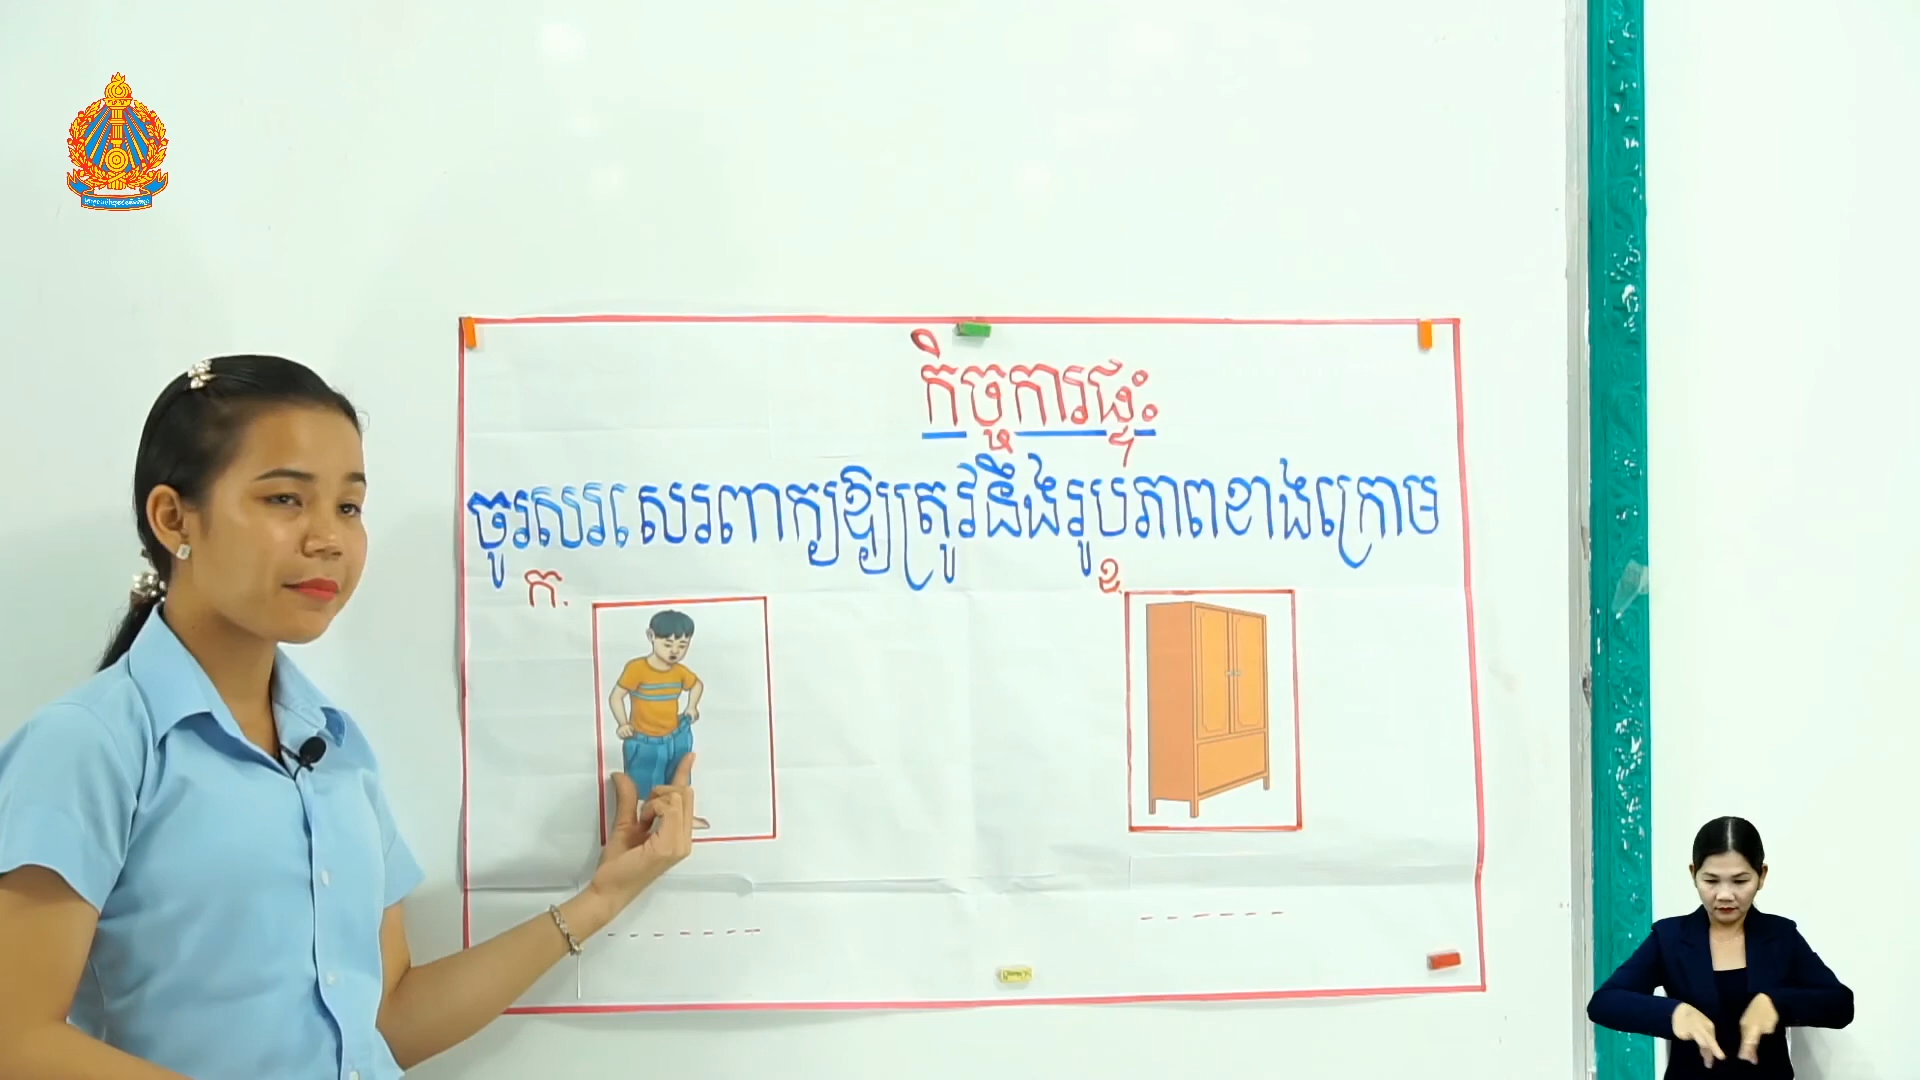 កិច្ចការផ្ទះ
ចូរសរសេរពាក្យឱ្យត្រូវនឹងរូបភាពខាងក្រោម
ក.
ខ.